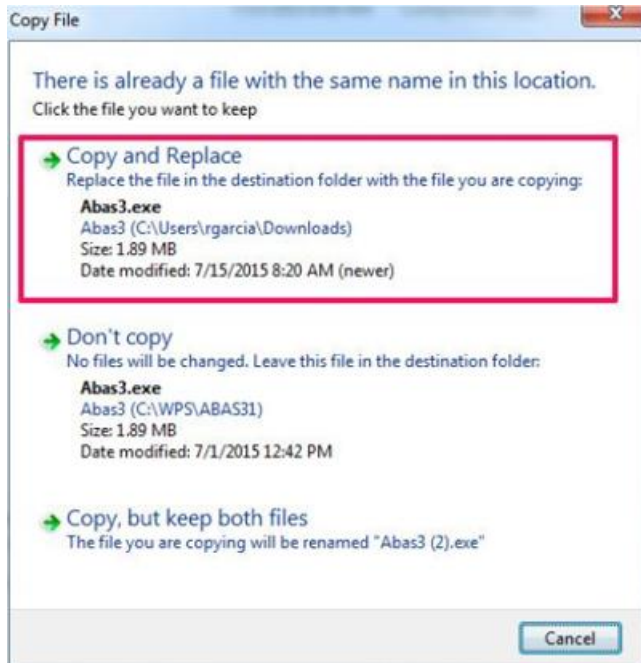 Copy File
There is already a file with the same name in this location.
Click the file you want to keep
Copy and Replace
Replace the file in the destination folder with the file you are copying:
Abas3.exe
Abas3 (C:\Users\rgarcia\Downloads)
Size: 1.89 MB
Date modified: 7/15/2015 8:20 AM (newer)
Don't copy
No files will be changed. Leave this file in the destination folder:
Abas3.exe
Abas3 (C:\WPS\ABAS31)
Size: 1.89 MB
Date modified: 7/1/2015 12:42 PM
Copy, but keep both files
The file you are copying will be renamed "Abas3 (2).exe"
Cancel